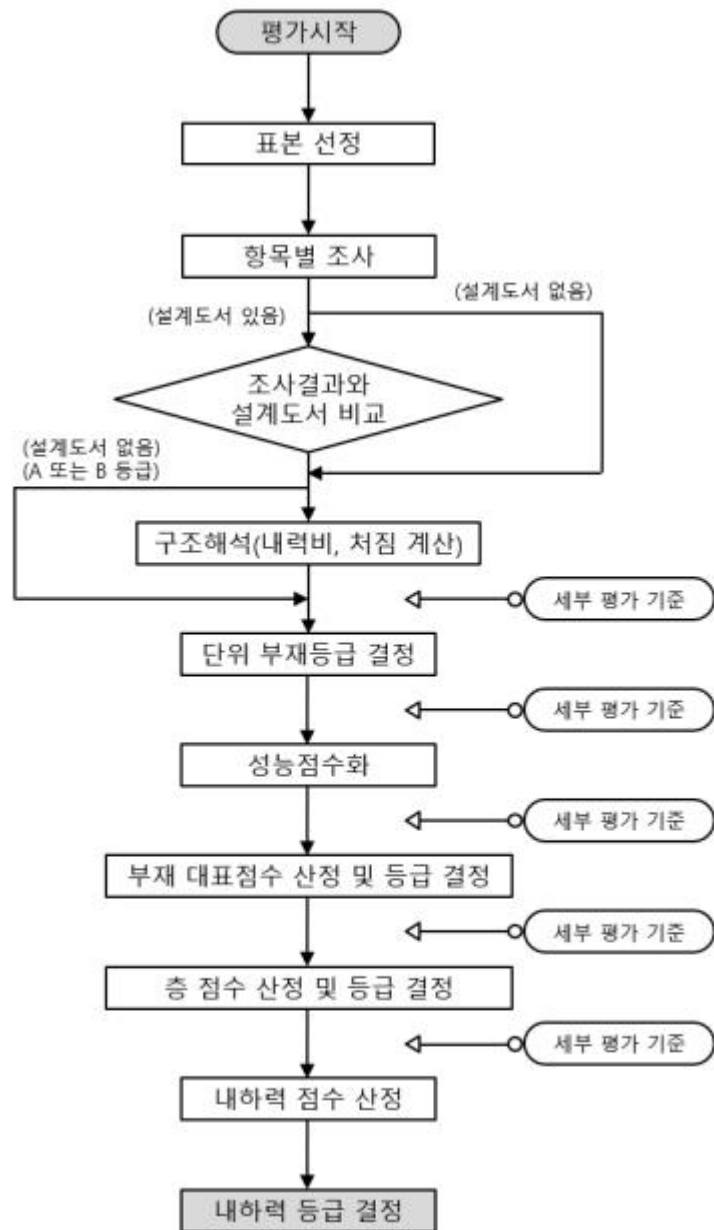 평가시작
표본 선정
항목별 조사
(설계도서 없음)
(설계도서 있음)
조사결과와
설계도서 비교
(설계도서 없음)
(A 또는 B 등급)
구조해석(내력비, 처짐 계산)
세부 평가 기준
단위 부재등급 결정
세부 평가 기준
성능점수화
세부 평가 기준
부재 대표점수 산정 및 등급 결정
세부 평가 기준
층 점수 산정 및 등급 결정
세부 평가 기준
내하력 점수 산정
내하력 등급 결정